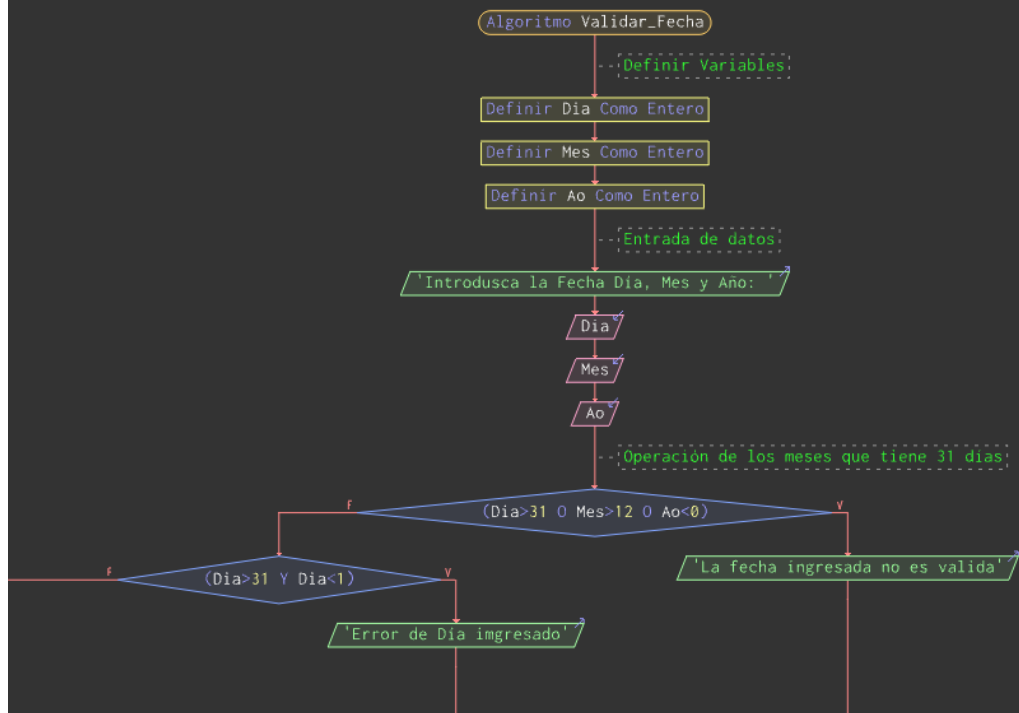 Algoritmo Validar_Fecha
Definir Variables
Definir Dia Como Entero
Definir Mes Como Entero
Definir Ao Como Entero
Entrada de datos
'Introdusca la Fecha Día, Mes y Año: '
Dia
Mes
Ao
Operación de los meses que tiene 31 dias
F
(Dia>31 O Mes>12 O Ao<0)
V
F
(Dia>31 Y Dia<1)
V
'La fecha ingresada no es valida'
'Error de Día imgresado'